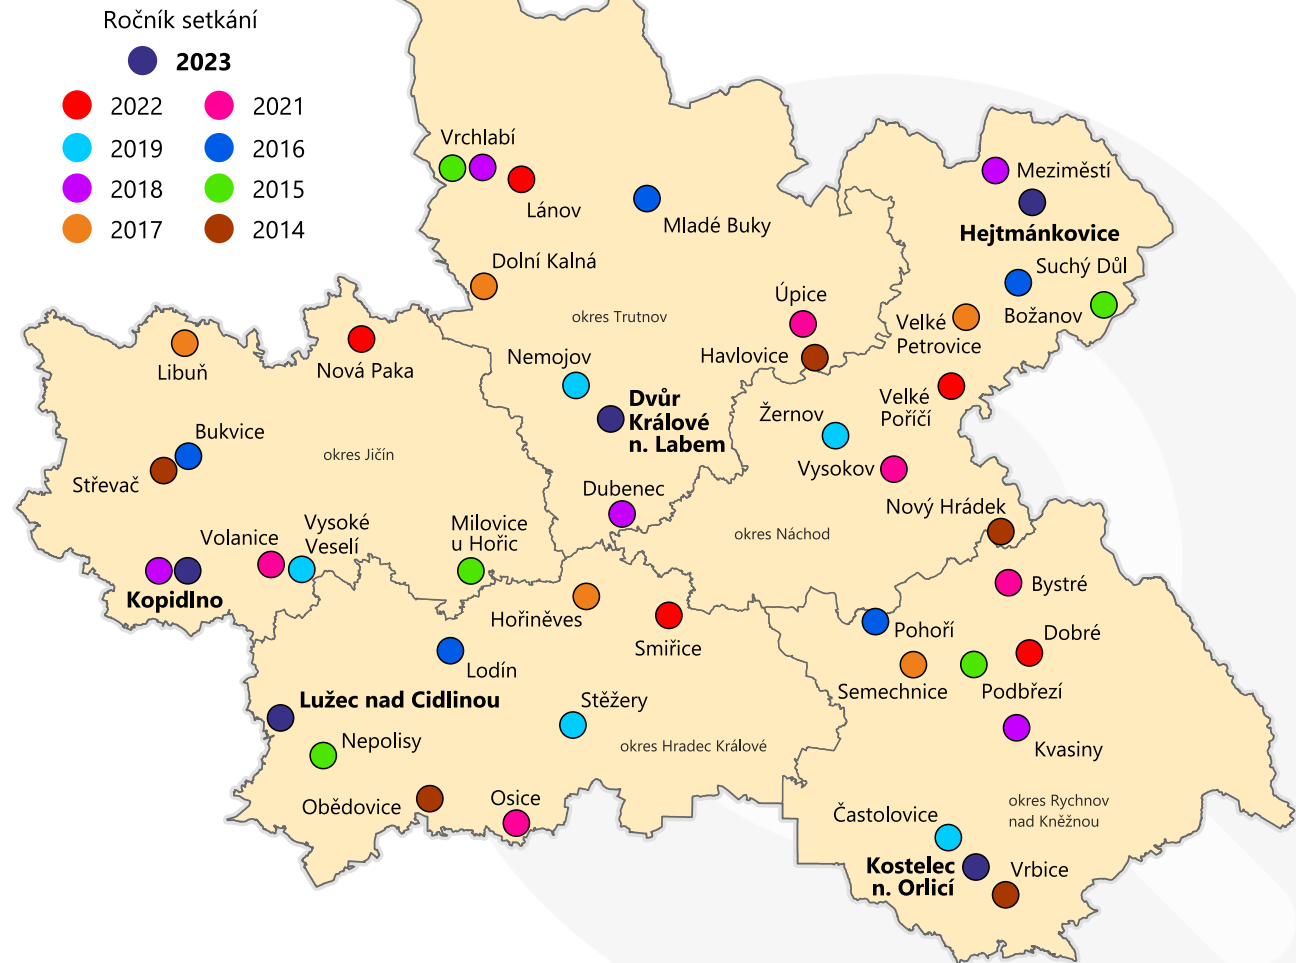 Ročník setkání
2023
2022
2021
2019
2016
2018
2015
2017
2014
Vrchlabí
Lánov
Mladé Buky
Meziměstí
Hejtmánkovice
Dolní Kalná
Suchý Důl
Božanov
okres Trutnov
Úpice
Velké
Petrovice
Havlovice
Libuň
Nová Paka
Nemojov
Dvůr
Králové
n. Labem
Velké
Poříčí
Žernov
Bukvice
okres Jičín
Vysokov
Střevač
Dubenec
Nový Hrádek
Volanice
Vysoké
Veselí
Milovice
u Hořic
okres Náchod
Kopidlno
Bystré
Hořiněves
Smiřice
Pohoří
Dobré
Lodín
Semechnice
Podbřezí
Lužec nad Cidlinou
Stěžery
Nepolisy
okres Hradec Králové
Kvasiny
Obědovice
Osice
okres Rychnov
nad Kněžnou
Častolovice
Kostelec
n. Orlicí
Vrbice